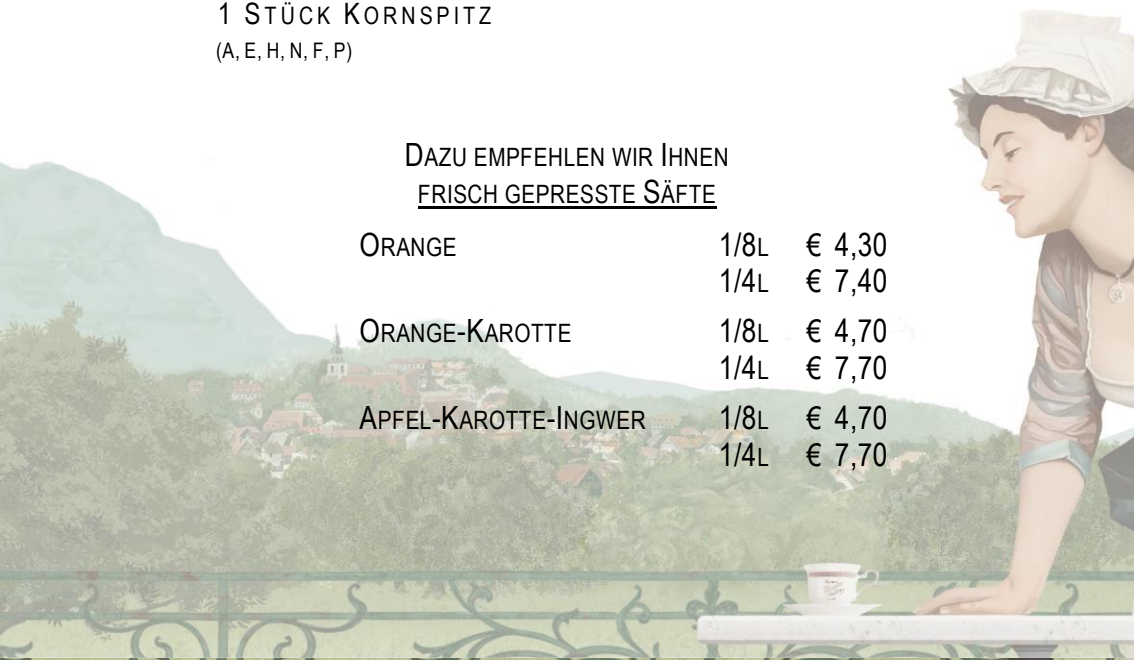 1 STÜCK KORNSPITZ
(A, E, H, N, F, P)
DAZU EMPFEHLEN WIR IHNEN
FRISCH GEPRESSTE SÄFTE
ORANGE 1/8L € 4,30
1/4L € 7,40
ORANGE-KAROTTE 1/8L € 4,70
1/4L € 7,70
APFEL-KAROTTE-INGWER 1/8L € 4,70
1/4L € 7,70